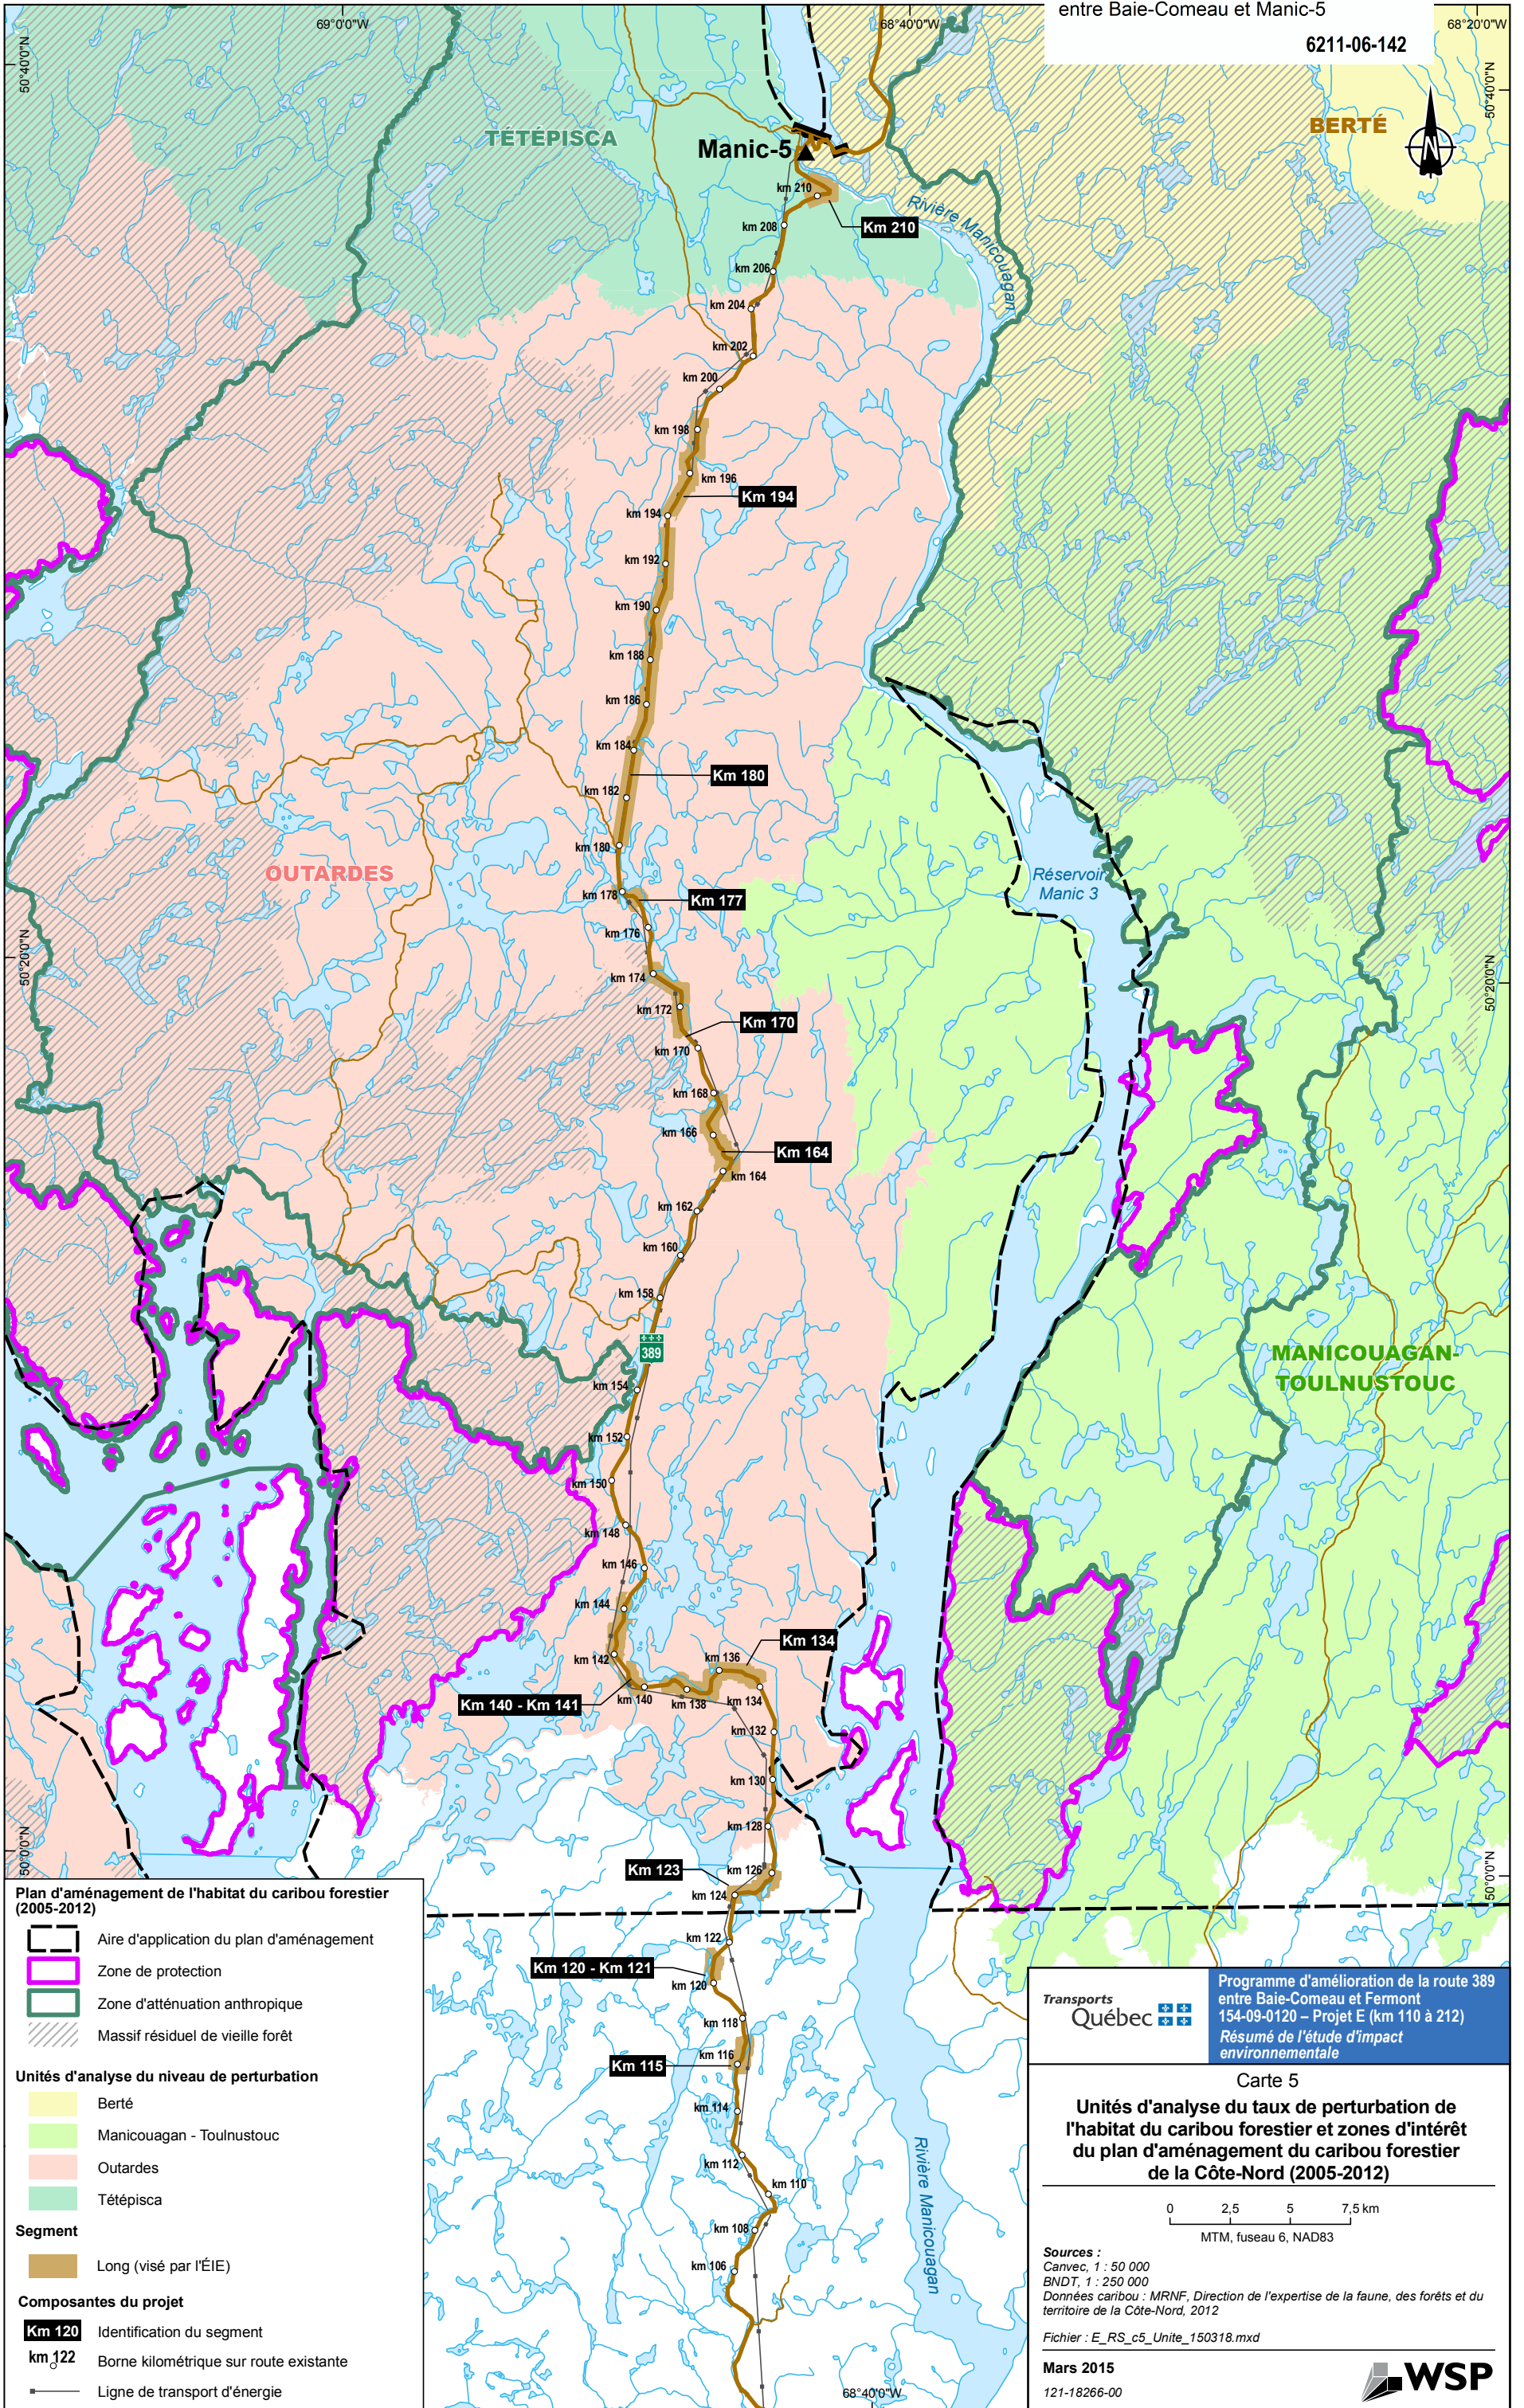 entre Baie-Comeau et Manic-5
6211-06-142
69°0'0"W
68°40'0"W
68°20'0"W
50°40'0"N
50°40'0"N
TÉTÉPISCA
BERTÉ
N
Manic-5
km 210
Km 210
Rivière Manicouagan
km 208
km 206
km 204
km 202
km 200
km 198
km 196
Km 194
km 194
km 192
km 190
km 188
km 186
km 184
Km 180
km 182
km 180
OUTARDES
Réservoir
Manic 3
km 178
Km 177
km 176
50°20'0"N
50°20'0"N
km 174
km 172
Km 170
km 170
km 168
km 166
Km 164
km 164
km 162
km 160
km 158
389
MANICOUAGAN-
TOULNUSTOUC
km 154
km 152
km 150
km 148
km 146
km 144
Km 134
km 142
km 136
Km 140 - Km 141
km 140
km 138
km 134
km 132
km 130
km 128
50°0'0"N
50°0'0"N
Km 123
km 126
km 124
km 122
Km 120 - Km 121
km 120
km 118
km 116
Km 115
km 114
km 112
km 110
km 108
km 106
Rivière Manicouagan
68°40'0"W
Plan d'aménagement de l'habitat du caribou forestier
(2005-2012)
Aire d'application du plan d'aménagement
Zone de protection
Zone d'atténuation anthropique
Massif résiduel de vieille forêt
Unités d'analyse du niveau de perturbation
Berté
Manicouagan - Toulnustouc
Outardes
Tétépisca
Segment
Long (visé par l'ÉIE)
Composantes du projet
Km 120 Identification du segment
km 122 Borne kilométrique sur route existante
Ligne de transport d'énergie
Transports
Québec
Programme d'amélioration de la route 389
entre Baie-Comeau et Fermont
154-09-0120 – Projet E (km 110 à 212)
Résumé de l'étude d'impact
environnementale
Carte 5
Unités d'analyse du taux de perturbation de
l'habitat du caribou forestier et zones d'intérêt
du plan d'aménagement du caribou forestier
de la Côte-Nord (2005-2012)
0 2,5 5 7,5 km
MTM, fuseau 6, NAD83
Sources :
Canvec, 1 : 50 000
BNDT, 1 : 250 000
Données caribou : MRNF, Direction de l'expertise de la faune, des forêts et du
territoire de la Côte-Nord, 2012
Fichier : E_RS_c5_Unite_150318.mxd
Mars 2015
121-18266-00
WSP